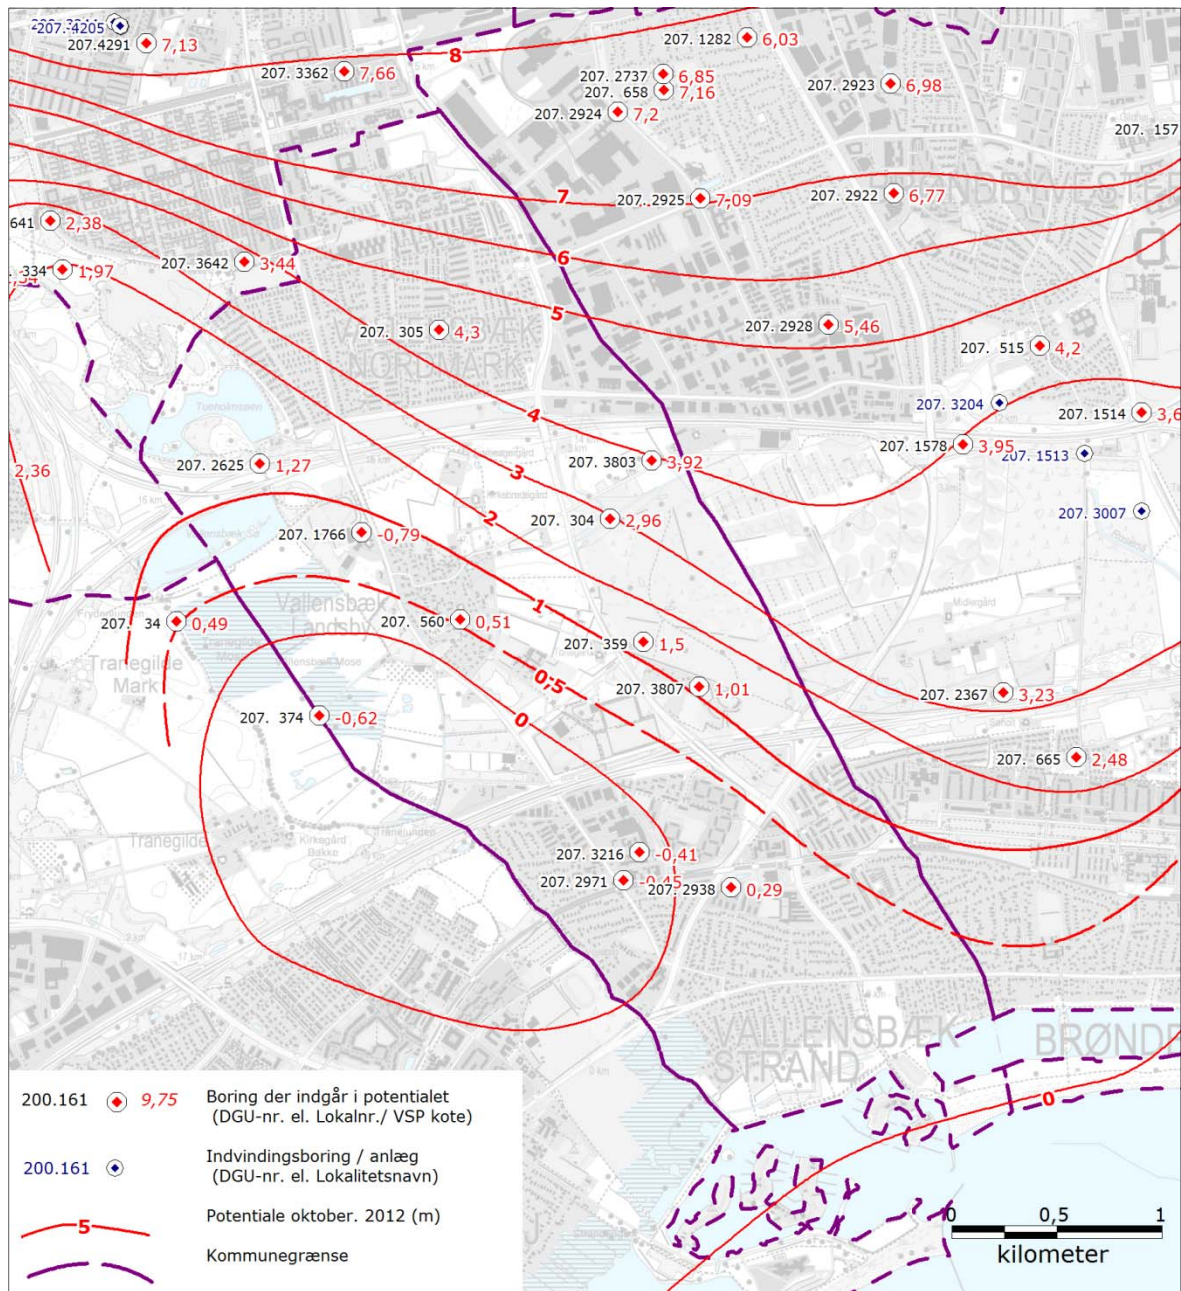 207.4205
207.4291 7,13
207. 3362 7,66
8
207. 1282 6,03
207. 2737 6,85
207. 658 7,16
207. 2924 7,2
207. 2923 6,98
207. 157
7
207. 2925 7,09
207. 2922 6,77
641 2,38
334 1,97
207. 3642 3,44
6
5
207. 305 4,3
NORDMARK
207. 2928 5,46
207. 515 4,2
207. 3204
4
207. 1514 3,6
207. 1578 3,95
207. 1513
2,36
207. 2625 1,27
Tueholmsøen
3
207. 3803 3,92
2
207. 304 2,96
207. 3007
207. 1766 -0,79
Vallensbæk Sø
1
Vallensbæk
Landsby
207. 34 0,49
207. 560 0,51
207. 359 1,5
Midlergård
Tranegilde
Mark
0,5
207. 3807 1,01
207. 2367 3,23
207. 374 -0,62
0
207. 665 2,48
Tranegilde
Kirkegård
Bakke
Tranelunden
207. 3216 -0,41
207. 2971 -0,45
207. 2938 0,29
VALLENSBÆK
STRAND
BRØNDB
0
200.161 9,75 Boring der indgår i potentialet
(DGU-nr. el. Lokalnr./ VSP kote)
200.161 Indvindingsboring / anlæg
(DGU-nr. el. Lokalitetsnavn)
5 Potentiale oktober. 2012 (m)
Kommunegrænse
0 0,5 1
kilometer